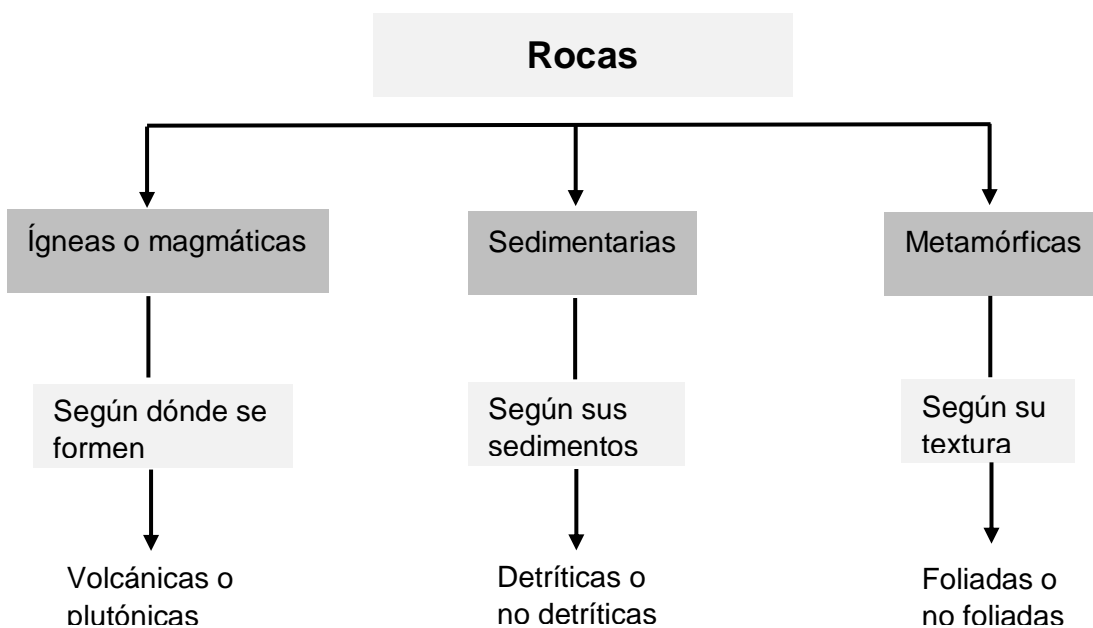 Rocas
Ígneas o magmáticas
Sedimentarias
Metamórficas
Según dónde se
formen
Según sus
sedimentos
Según su
textura
Volcánicas o
plutónicas
Detríticas o
no detríticas
Foliadas o
no foliadas